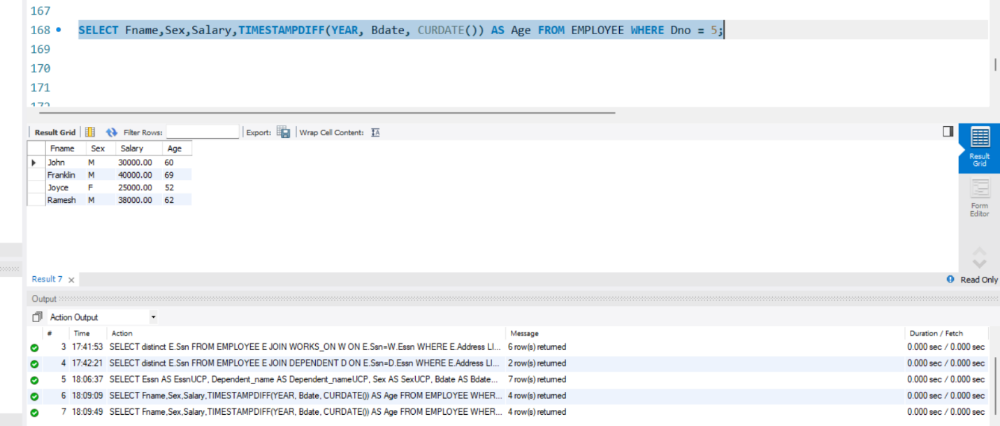 167
168 SELECT Fname,Sex,Salary,TIMESTAMPDIFF(YEAR, Bdate, CURDATE()) AS Age FROM EMPLOYEE WHERE Dno = 5;
169
170
171
172
Result Grid Filter Rows: Export: Wrap Cell Content: IA
Fname Sex Salary Age
John M 30000.00 60
Franklin M 40000.00 69
Joyce F 25000.00 52
Ramesh M 38000.00 62
Result Grid
Form Editor
Result 7 × Read Only
Output
Action Output
# Time Action Message Duration / Fetch
3 17:41:53 SELECT distinct E.Ssn FROM EMPLOYEE E JOIN WORKS_ON W ON E.Ssn=W.Essn WHERE E.Address LI... 6 row(s) returned 0.000 sec / 0.000 sec
4 17:42:21 SELECT distinct E.Ssn FROM EMPLOYEE E JOIN DEPENDENT D ON E.Ssn=D.Essn WHERE E.Address LI... 2 row(s) returned 0.000 sec / 0.000 sec
5 18:06:37 SELECT Essn AS EssnUCP, Dependent_name AS Dependent_nameUCP, Sex AS SexUCP, Bdate AS Bdate... 7 row(s) returned 0.000 sec / 0.000 sec
6 18:09:09 SELECT Fname,Sex,Salary,TIMESTAMPDIFF(YEAR, Bdate, CURDATE()) AS Age FROM EMPLOYEE WHER... 4 row(s) returned 0.000 sec / 0.000 sec
7 18:09:49 SELECT Fname,Sex,Salary,TIMESTAMPDIFF(YEAR, Bdate, CURDATE()) AS Age FROM EMPLOYEE WHER... 4 row(s) returned 0.000 sec / 0.000 sec